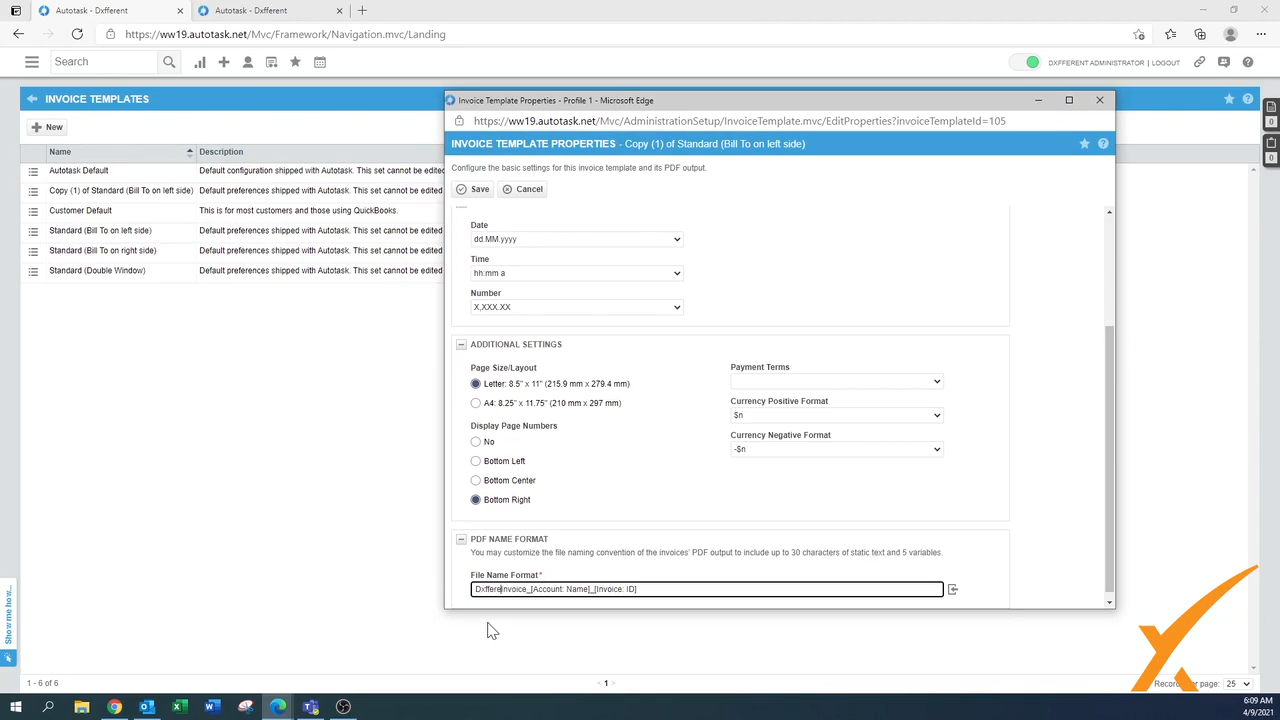 Autotask - Dxfferent
Autotask - Dxfferent
https://ww19.autotask.net/Mvc/Framework/Navigation.mvc/Landing
Search
DXFFERENT ADMINISTRATOR | LOGOUT
INVOICE TEMPLATES
New
Name
Description
Autotask Default
Default configuration shipped with Autotask. This set cannot be edited
Copy (1) of Standard (Bill To on left side)
Default preferences shipped with Autotask. This set cannot be edited
Customer Default
This is for most customers and those using QuickBooks.
Standard (Bill To on left side)
Default preferences shipped with Autotask. This set cannot be edited
Standard (Bill To on right side)
Default preferences shipped with Autotask. This set cannot be edited
Standard (Double Window)
Default preferences shipped with Autotask. This set cannot be edited
Invoice Template Properties - Profile 1 - Microsoft Edge
https://ww19.autotask.net/Mvc/AdministrationSetup/InvoiceTemplate.mvc/EditProperties?invoiceTemplateId=105
INVOICE TEMPLATE PROPERTIES - Copy (1) of Standard (Bill To on left side)
Configure the basic settings for this invoice template and its PDF output.
Save
Cancel
Date
dd.MM.yyyy
Time
hh:mm a
Number
X,XXX.XX
ADDITIONAL SETTINGS
Page Size/Layout
Letter: 8.5" x 11" (215.9 mm x 279.4 mm)
A4: 8.25" x 11.75" (210 mm x 297 mm)
Display Page Numbers
No
Bottom Left
Bottom Center
Bottom Right
Payment Terms
Currency Positive Format
$n
Currency Negative Format
-$n
PDF NAME FORMAT
You may customize the file naming convention of the invoices' PDF output to include up to 30 characters of static text and 5 variables.
File Name Format*
DxffereInvoice_[Account: Name]_[Invoice: ID]
0
0
Show me how...
1 - 6 of 6
< 1 >
per page: 25
6:09 AM
4/9/2021